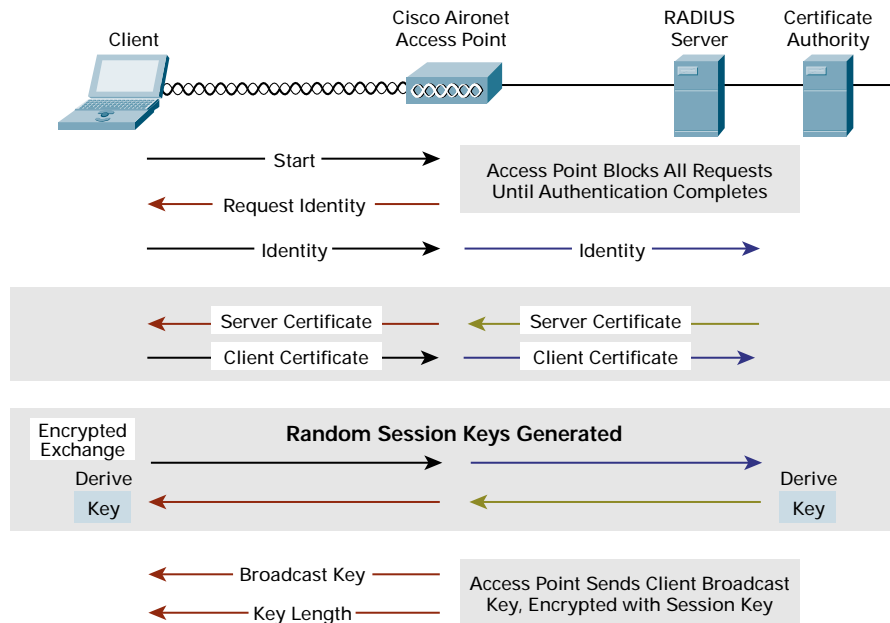 Client
Cisco Aironet
Access Point
RADIUS
Server
Certificate
Authority
Start
Access Point Blocks All Requests
Until Authentication Completes
Request Identity
Identity
Identity
Server Certificate
Server Certificate
Client Certificate
Client Certificate
Encrypted
Exchange
Random Session Keys Generated
Derive
Key
Derive
Key
Broadcast Key
Access Point Sends Client Broadcast
Key, Encrypted with Session Key
Key Length